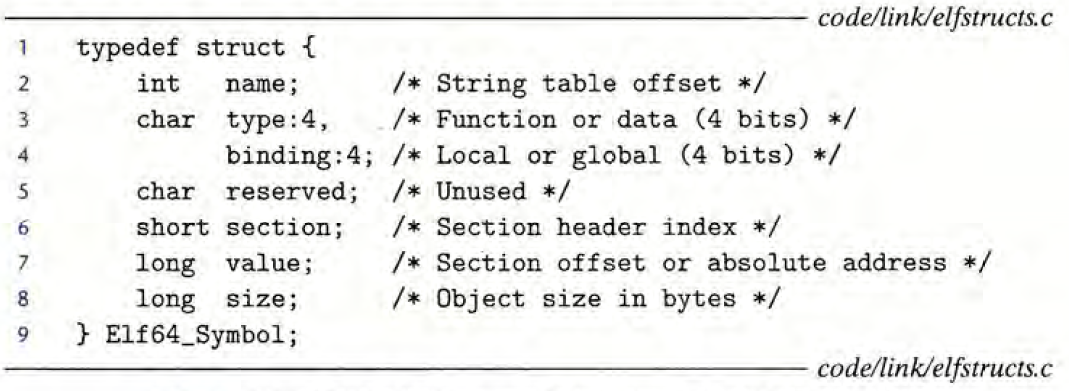 code/link/elfstructs.c
1 typedef struct {
2 int name; /* String table offset */
3 char type:4, /* Function or data (4 bits) */
4 binding:4; /* Local or global (4 bits) */
5 char reserved; /* Unused */
6 short section; /* Section header index */
7 long value; /* Section offset or absolute address */
8 long size; /* Object size in bytes */
9 } Elf64_Symbol;
code/link/elfstructs.c